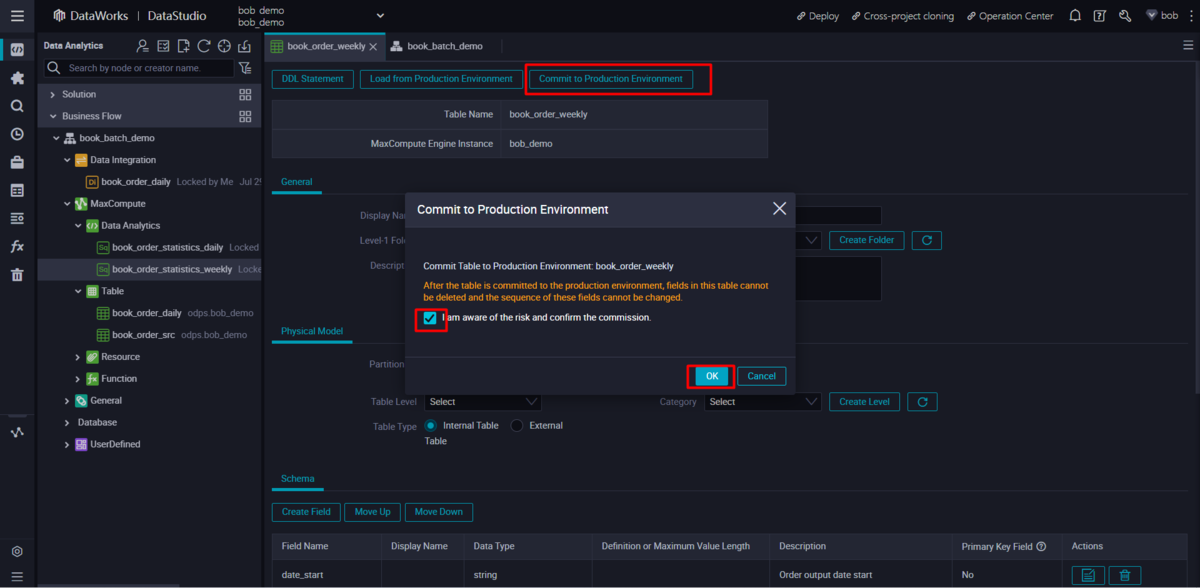 DataWorks | DataStudio
bob demo
bob_demo
Deploy
Cross-project cloning
Operation Center
bob
Data Analytics
Search by node or creator name.
Solution
Business Flow
book_batch_demo
Data Integration
Di book_order_daily Locked by Me Jul 2
MaxCompute
Data Analytics
Sq book_order_statistics_daily Locked
Sq book_order_statistics_weekly Locke
Table
book_order_daily odps.bob_demo
book_order_src odps.bob_demo
Resource
Function
General
Database
UserDefined
book_order_weekly
book_batch_demo
DDL Statement
Load from Production Environment
Commit to Production Environment
Table Name book_order_weekly
MaxCompute Engine Instance bob_demo
General
Display Na
Level-1 Fol
Create Folder
Descript
Commit to Production Environment
Commit Table to Production Environment: book_order_weekly
After the table is committed to the production environment, fields in this table cannot
be deleted and the sequence of these fields cannot be changed.
I am aware of the risk and confirm the commission.
OK
Cancel
Physical Model
Partition
Table Level Select
Category Select
Create Level
Table Type Internal Table External
Table
Schema
Create Field
Move Up
Move Down
Field Name Display Name Data Type Definition or Maximum Value Length Description Primary Key Field Actions
date_start string Order output date start No